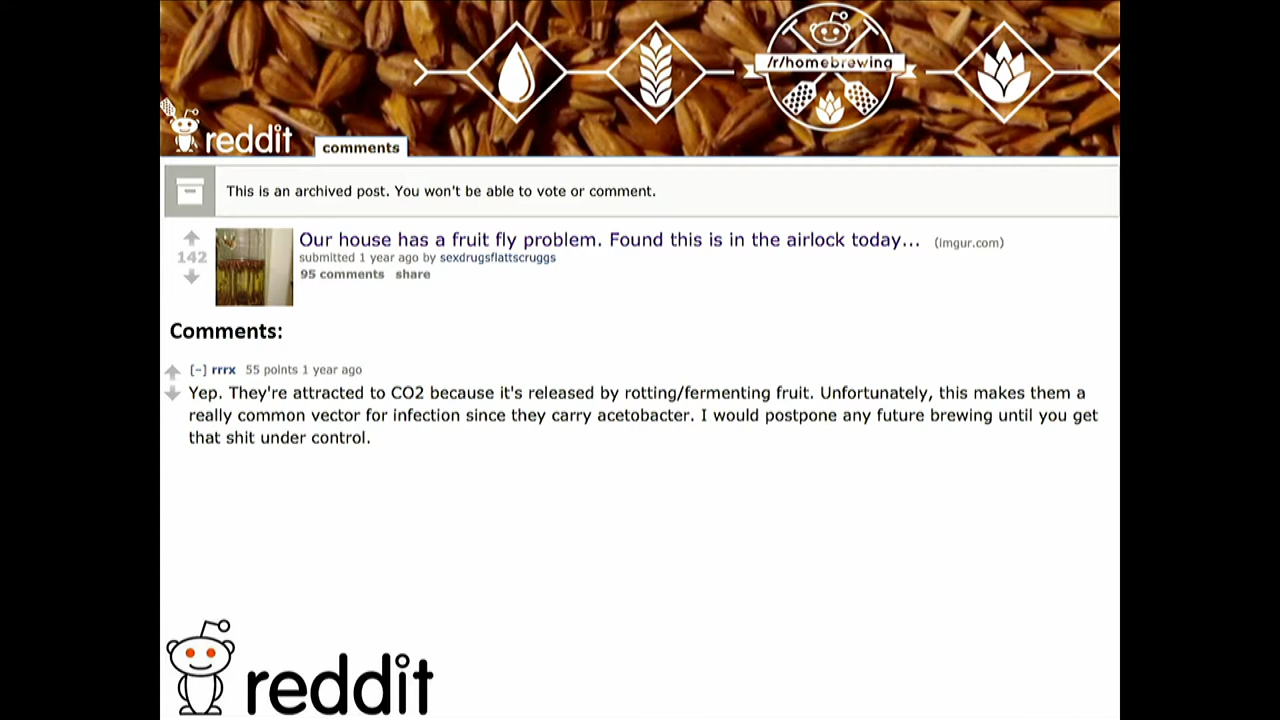 /r/homebrewing
reddit
comments
This is an archived post. You won't be able to vote or comment.
142
Our house has a fruit fly problem. Found this is in the airlock today... (imgur.com)
submitted 1 year ago by sexdrugsflattscruggs
95 comments share
Comments:
[-] rrrx 55 points 1 year ago
Yep. They're attracted to CO2 because it's released by rotting/fermenting fruit. Unfortunately, this makes them a
really common vector for infection since they carry acetobacter. I would postpone any future brewing until you get
that shit under control.
reddit